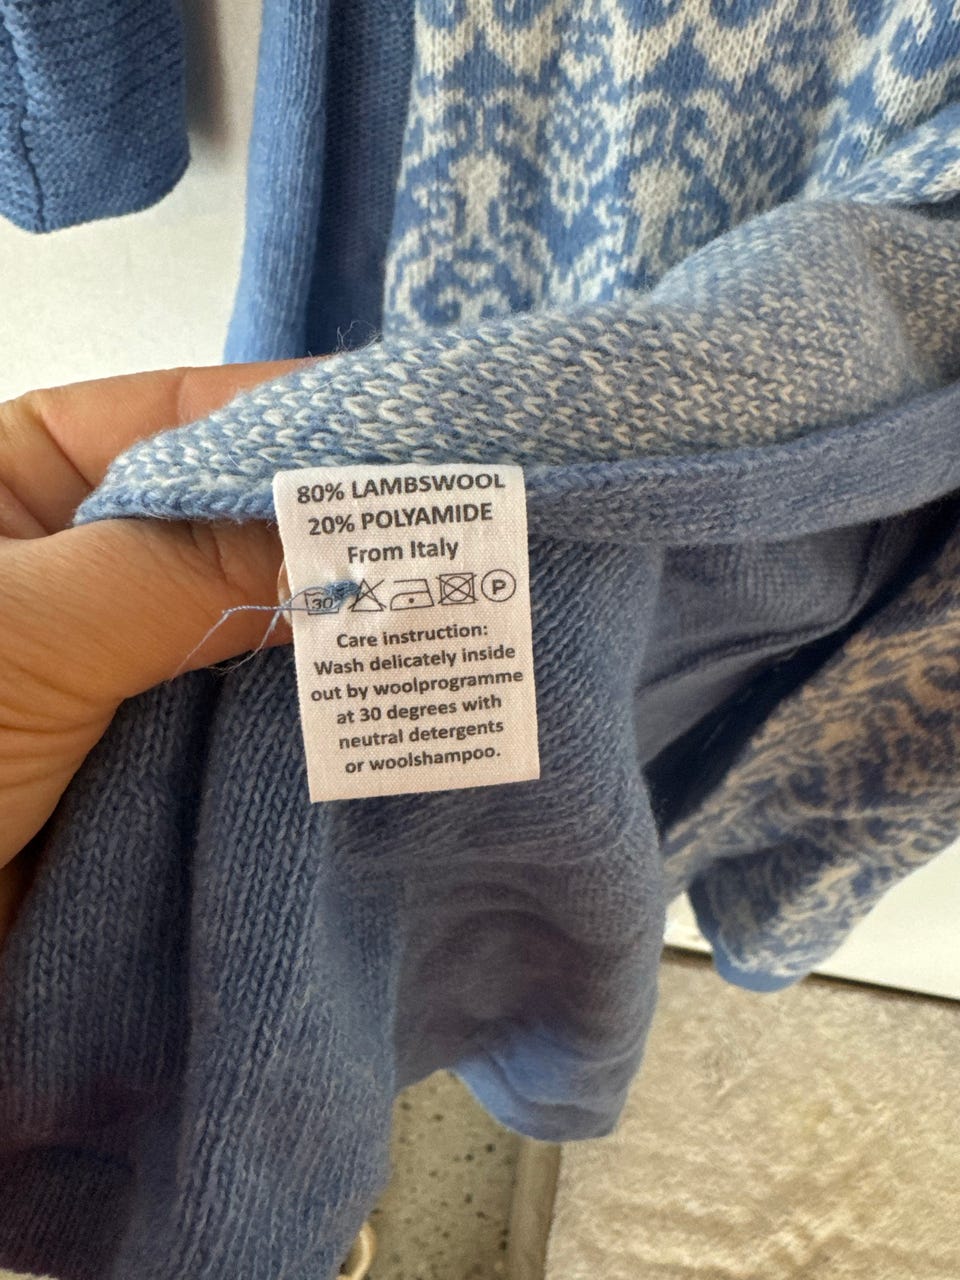 80% LAMBSWOOL
20% POLYAMIDE
From Italy
30 P
Care instruction:
Wash delicately inside
out by woolprogramme
at 30 degrees with
neutral detergents
or woolshampoo.